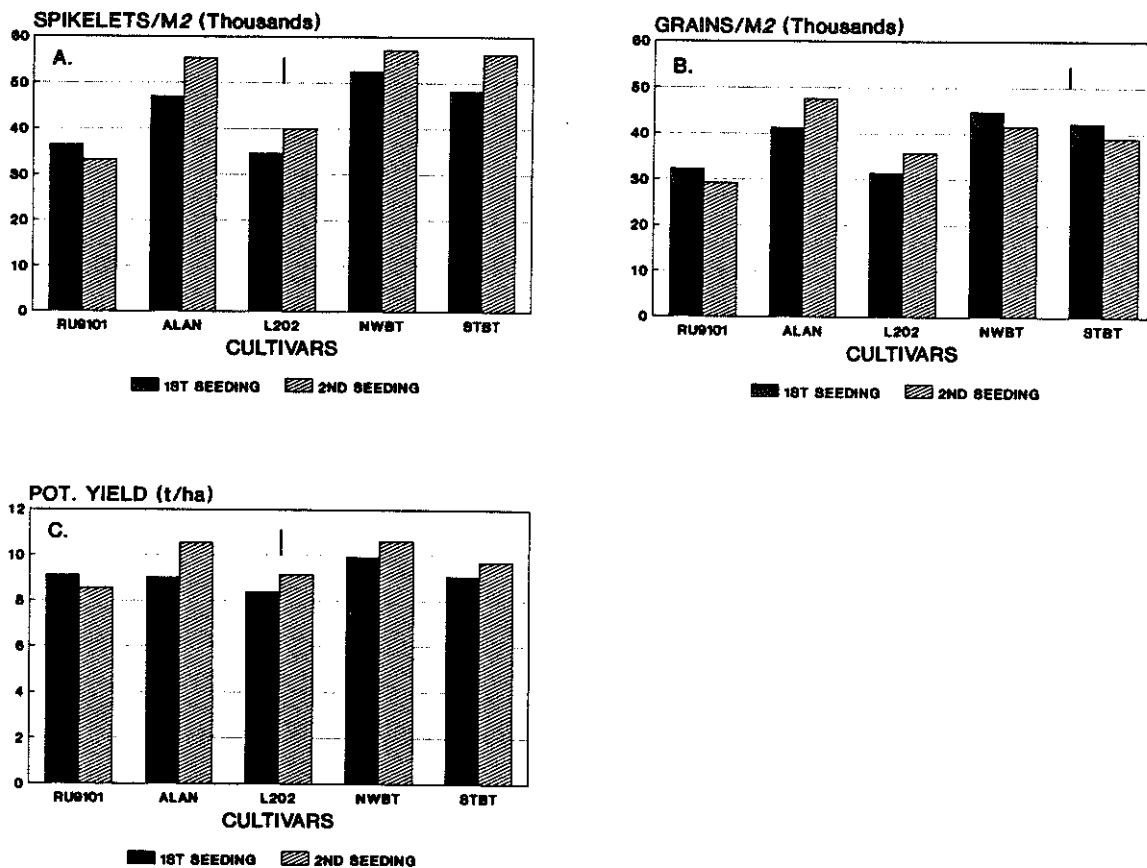 SPIKELETS/M2 (Thousands)
60
A.
50
40
30
20
10
0
RU9101 ALAN L202 NWBT STBT
CULTIVARS
1ST SEEDING 2ND SEEDING
GRAINS/M2 (Thousands)
60
B.
50
40
30
20
10
0
RU9101 ALAN L202 NWBT STBT
CULTIVARS
1ST SEEDING 2ND SEEDING
POT. YIELD (t/ha)
12
C.
10
8
6
4
2
0
RU9101 ALAN L202 NWBT STBT
CULTIVARS
1ST SEEDING 2ND SEEDING